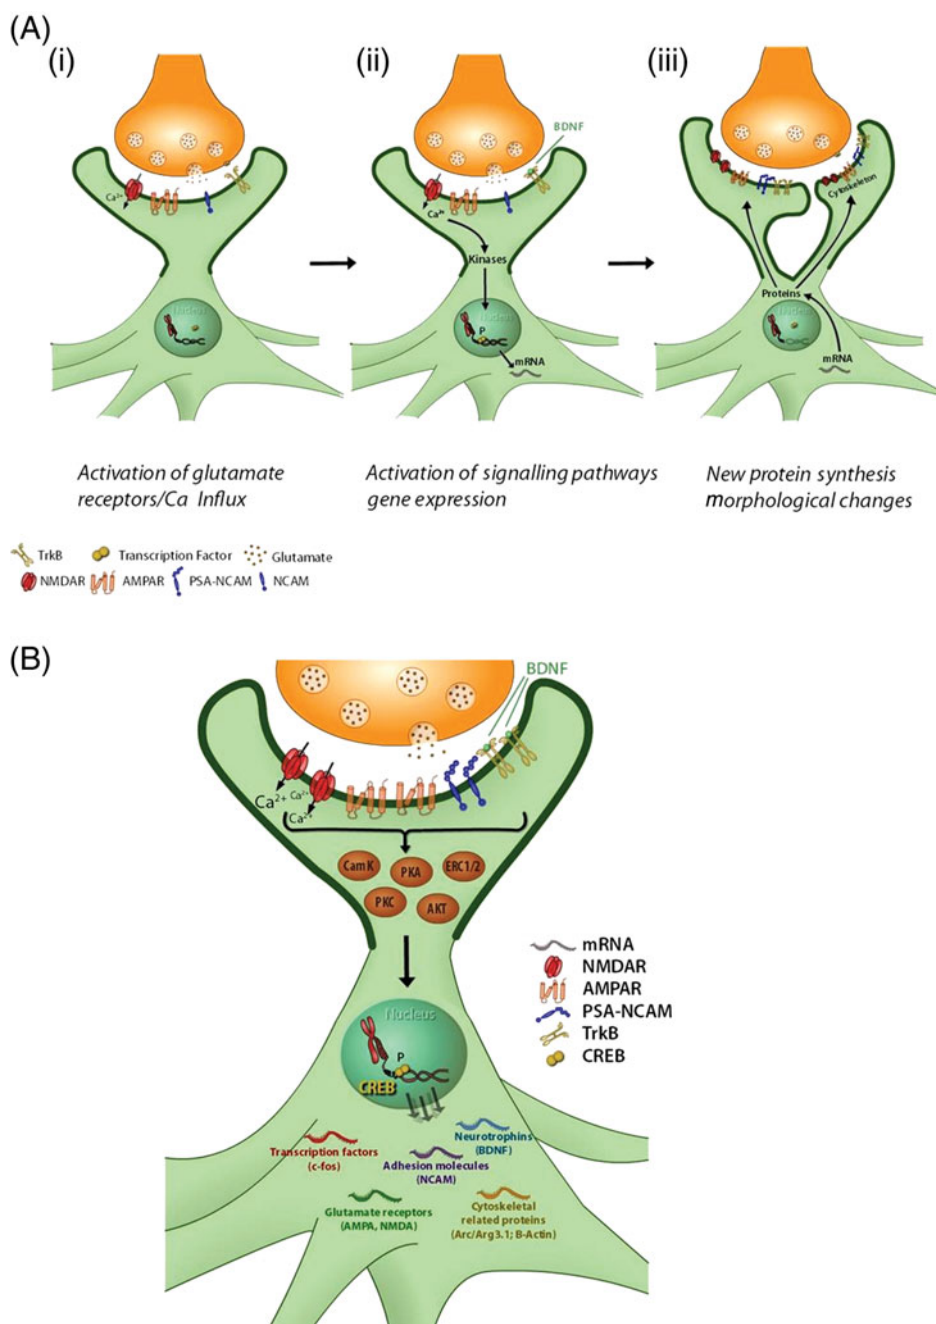 (A)
(i)
(ii)
(iii)
BDNF
Ca²⁺
Ca²⁺
Cytoskeleton
Kinases
Proteins
Nucleus
Nucleus
P
mRNA
mRNA
Activation of glutamate
receptors/Ca Influx
Activation of signalling pathways
gene expression
New protein synthesis
morphological changes
TrkB
Transcription Factor
Glutamate
NMDAR
AMPAR
PSA-NCAM
NCAM
(B)
BDNF
Ca²⁺
Ca²⁺
Ca²⁺
CamK
PKA
ERC1/2
PKC
AKT
Nucleus
P
CREB
mRNA
NMDAR
AMPAR
PSA-NCAM
TrkB
CREB
Transcription factors
(c-fos)
Adhesion molecules
(NCAM)
Neurotrophins
(BDNF)
Glutamate receptors
(AMPA, NMDA)
Cytoskeletal
related proteins
(Arc/Arg3.1; B-Actin)